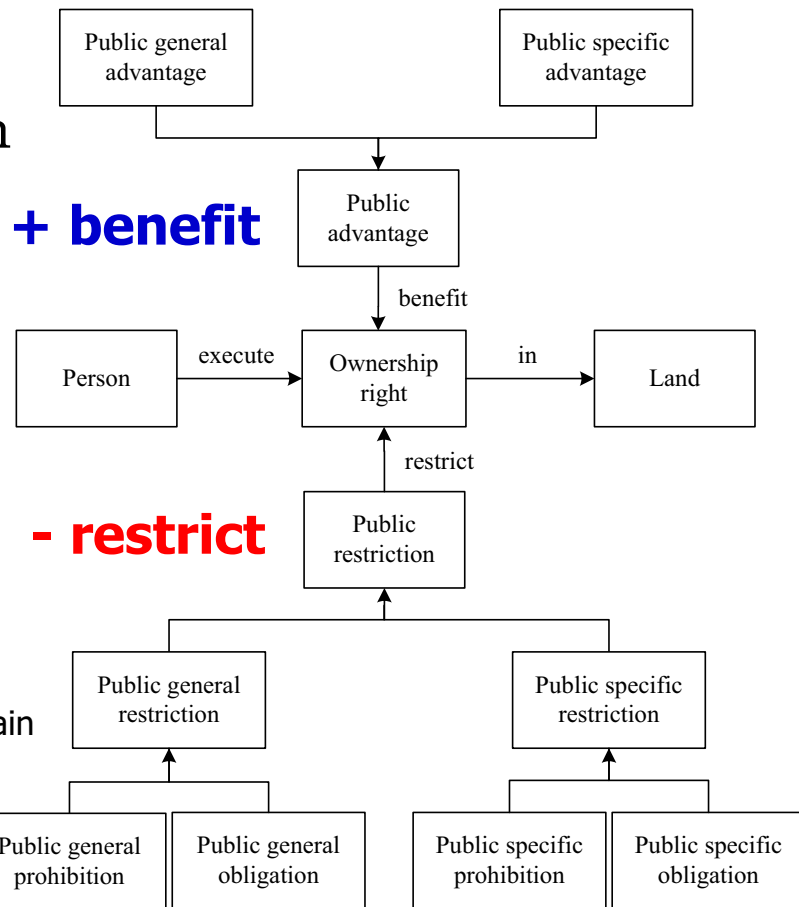 Public general
advantage
Public specific
advantage
n
+ benefit
Public
advantage
benefit
Person
execute
Ownership
right
in
Land
restrict
- restrict
Public
restriction
Public general
restriction
Public specific
restriction
ain
Public general
prohibition
Public general
obligation
Public specific
prohibition
Public specific
obligation